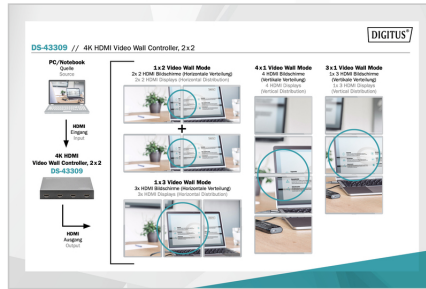 DIGITUS®
DS-43309 // 4K HDMI Video Wall Controller, 2x2
PC/Notebook
Quelle
Source
HDMI
Eingang
Input
4K HDMI
Video Wall Controller, 2x2
DS-43309
HDMI
Ausgang
Output
1x2 Video Wall Mode
2x 2 HDMI Bildschirme (Horizontale Verteilung)
2x 2 HDMI Displays (Horizontal Distribution)
+
1x3 Video Wall Mode
3x HDMI Bildschirme (Horizontale Verteilung)
3x HDMI Displays (Horizontal Distribution)
4x1 Video Wall Mode
4 HDMI Bildschirme
(Vertikale Verteilung)
4 HDMI Displays
(Vertical Distribution)
3x1 Video Wall Mode
1x 3 HDMI Bildschirme
(Vertikale Verteilung)
1x 3 HDMI Displays
(Vertical Distribution)